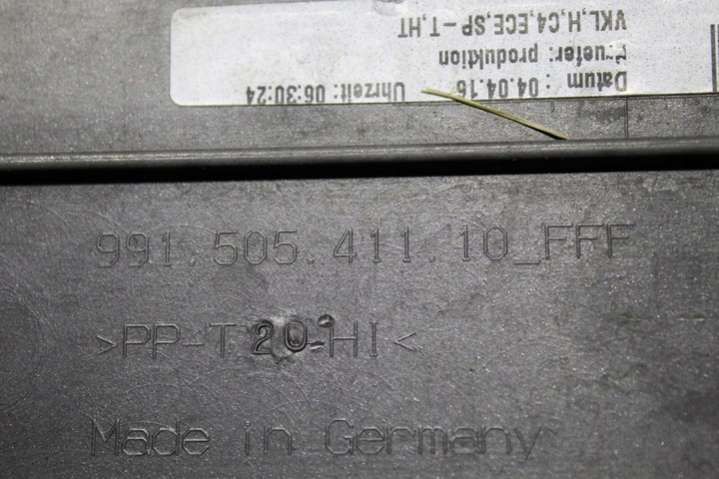 Datum : 04.04.16 Uhrzeit: 06:30:24
Pruefer: produktion
VKL,H,C4,ECE,SP-T,HT
991.505.411.10_FFF
>PP-T20-HI<
Made in Germany